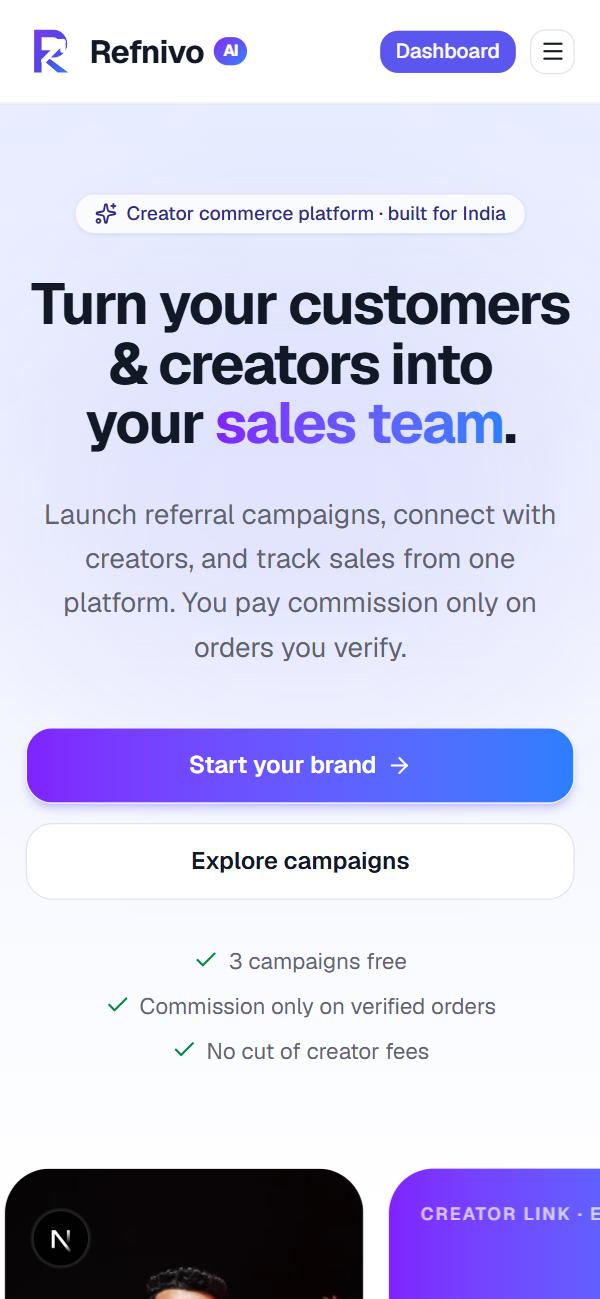 Refnivo AI
Dashboard
Creator commerce platform · built for India
Turn your customers
& creators into
your sales team.
Launch referral campaigns, connect with
creators, and track sales from one
platform. You pay commission only on
orders you verify.
Start your brand →
Explore campaigns
✓ 3 campaigns free
✓ Commission only on verified orders
✓ No cut of creator fees
N
CREATOR LINK · E